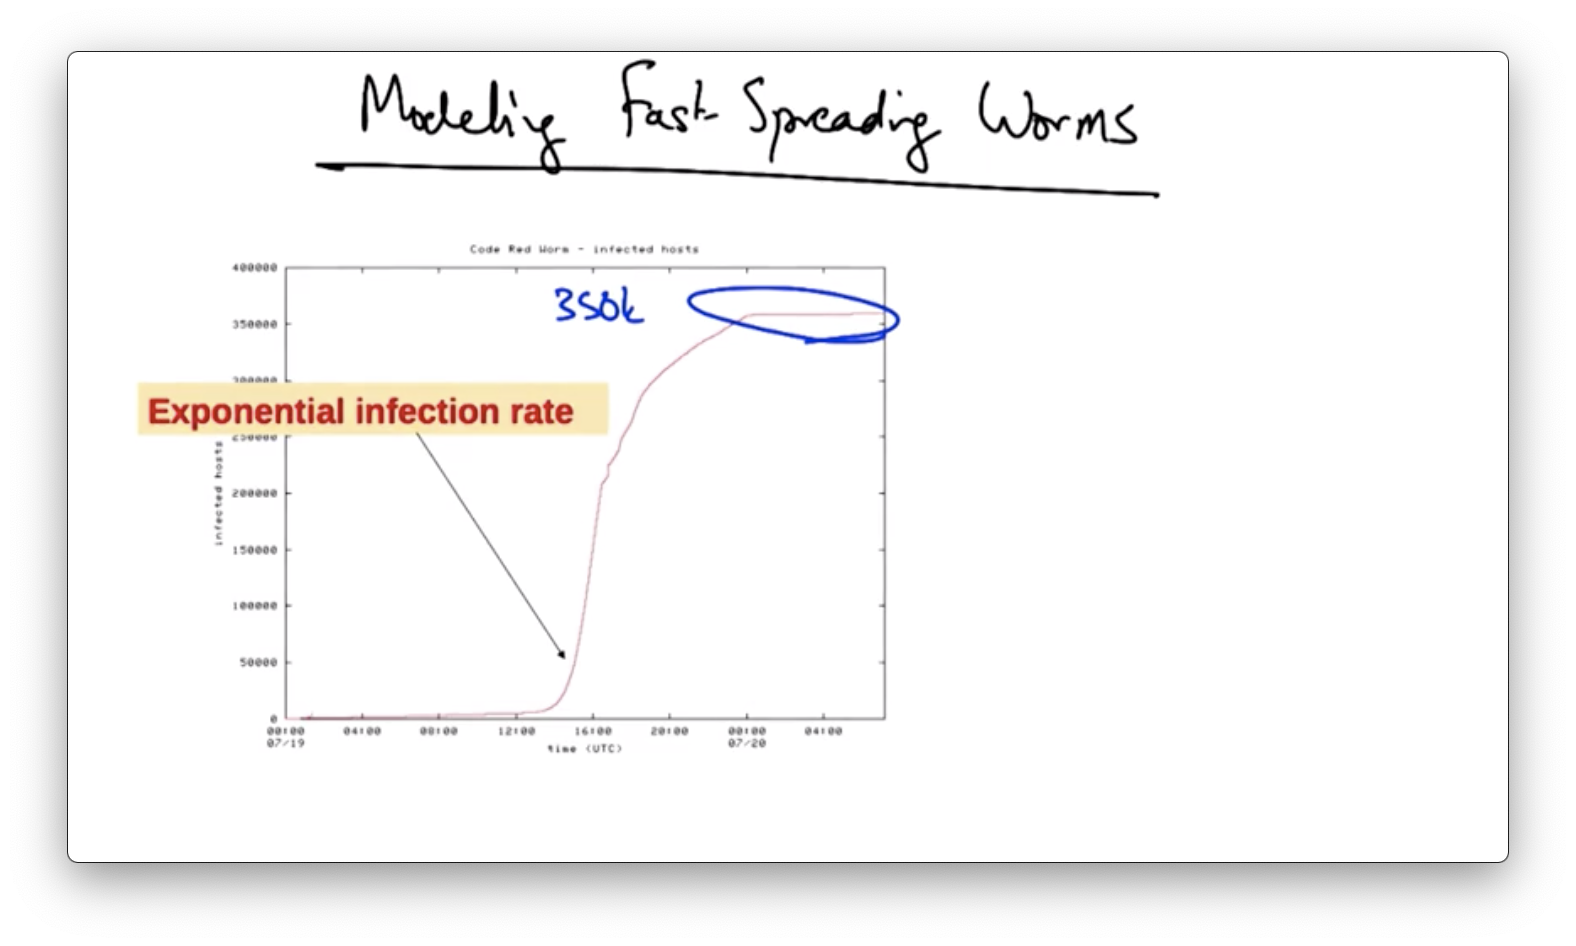 Modeling Fast-Spreading Worms
Code Red Worm - infected hosts
400000
350k
350000
300000
Exponential infection rate
250000
infected hosts
200000
150000
100000
50000
0
00:00 04:00 08:00 12:00 16:00 20:00 00:00 04:00
07/19 07/20
time (UTC)